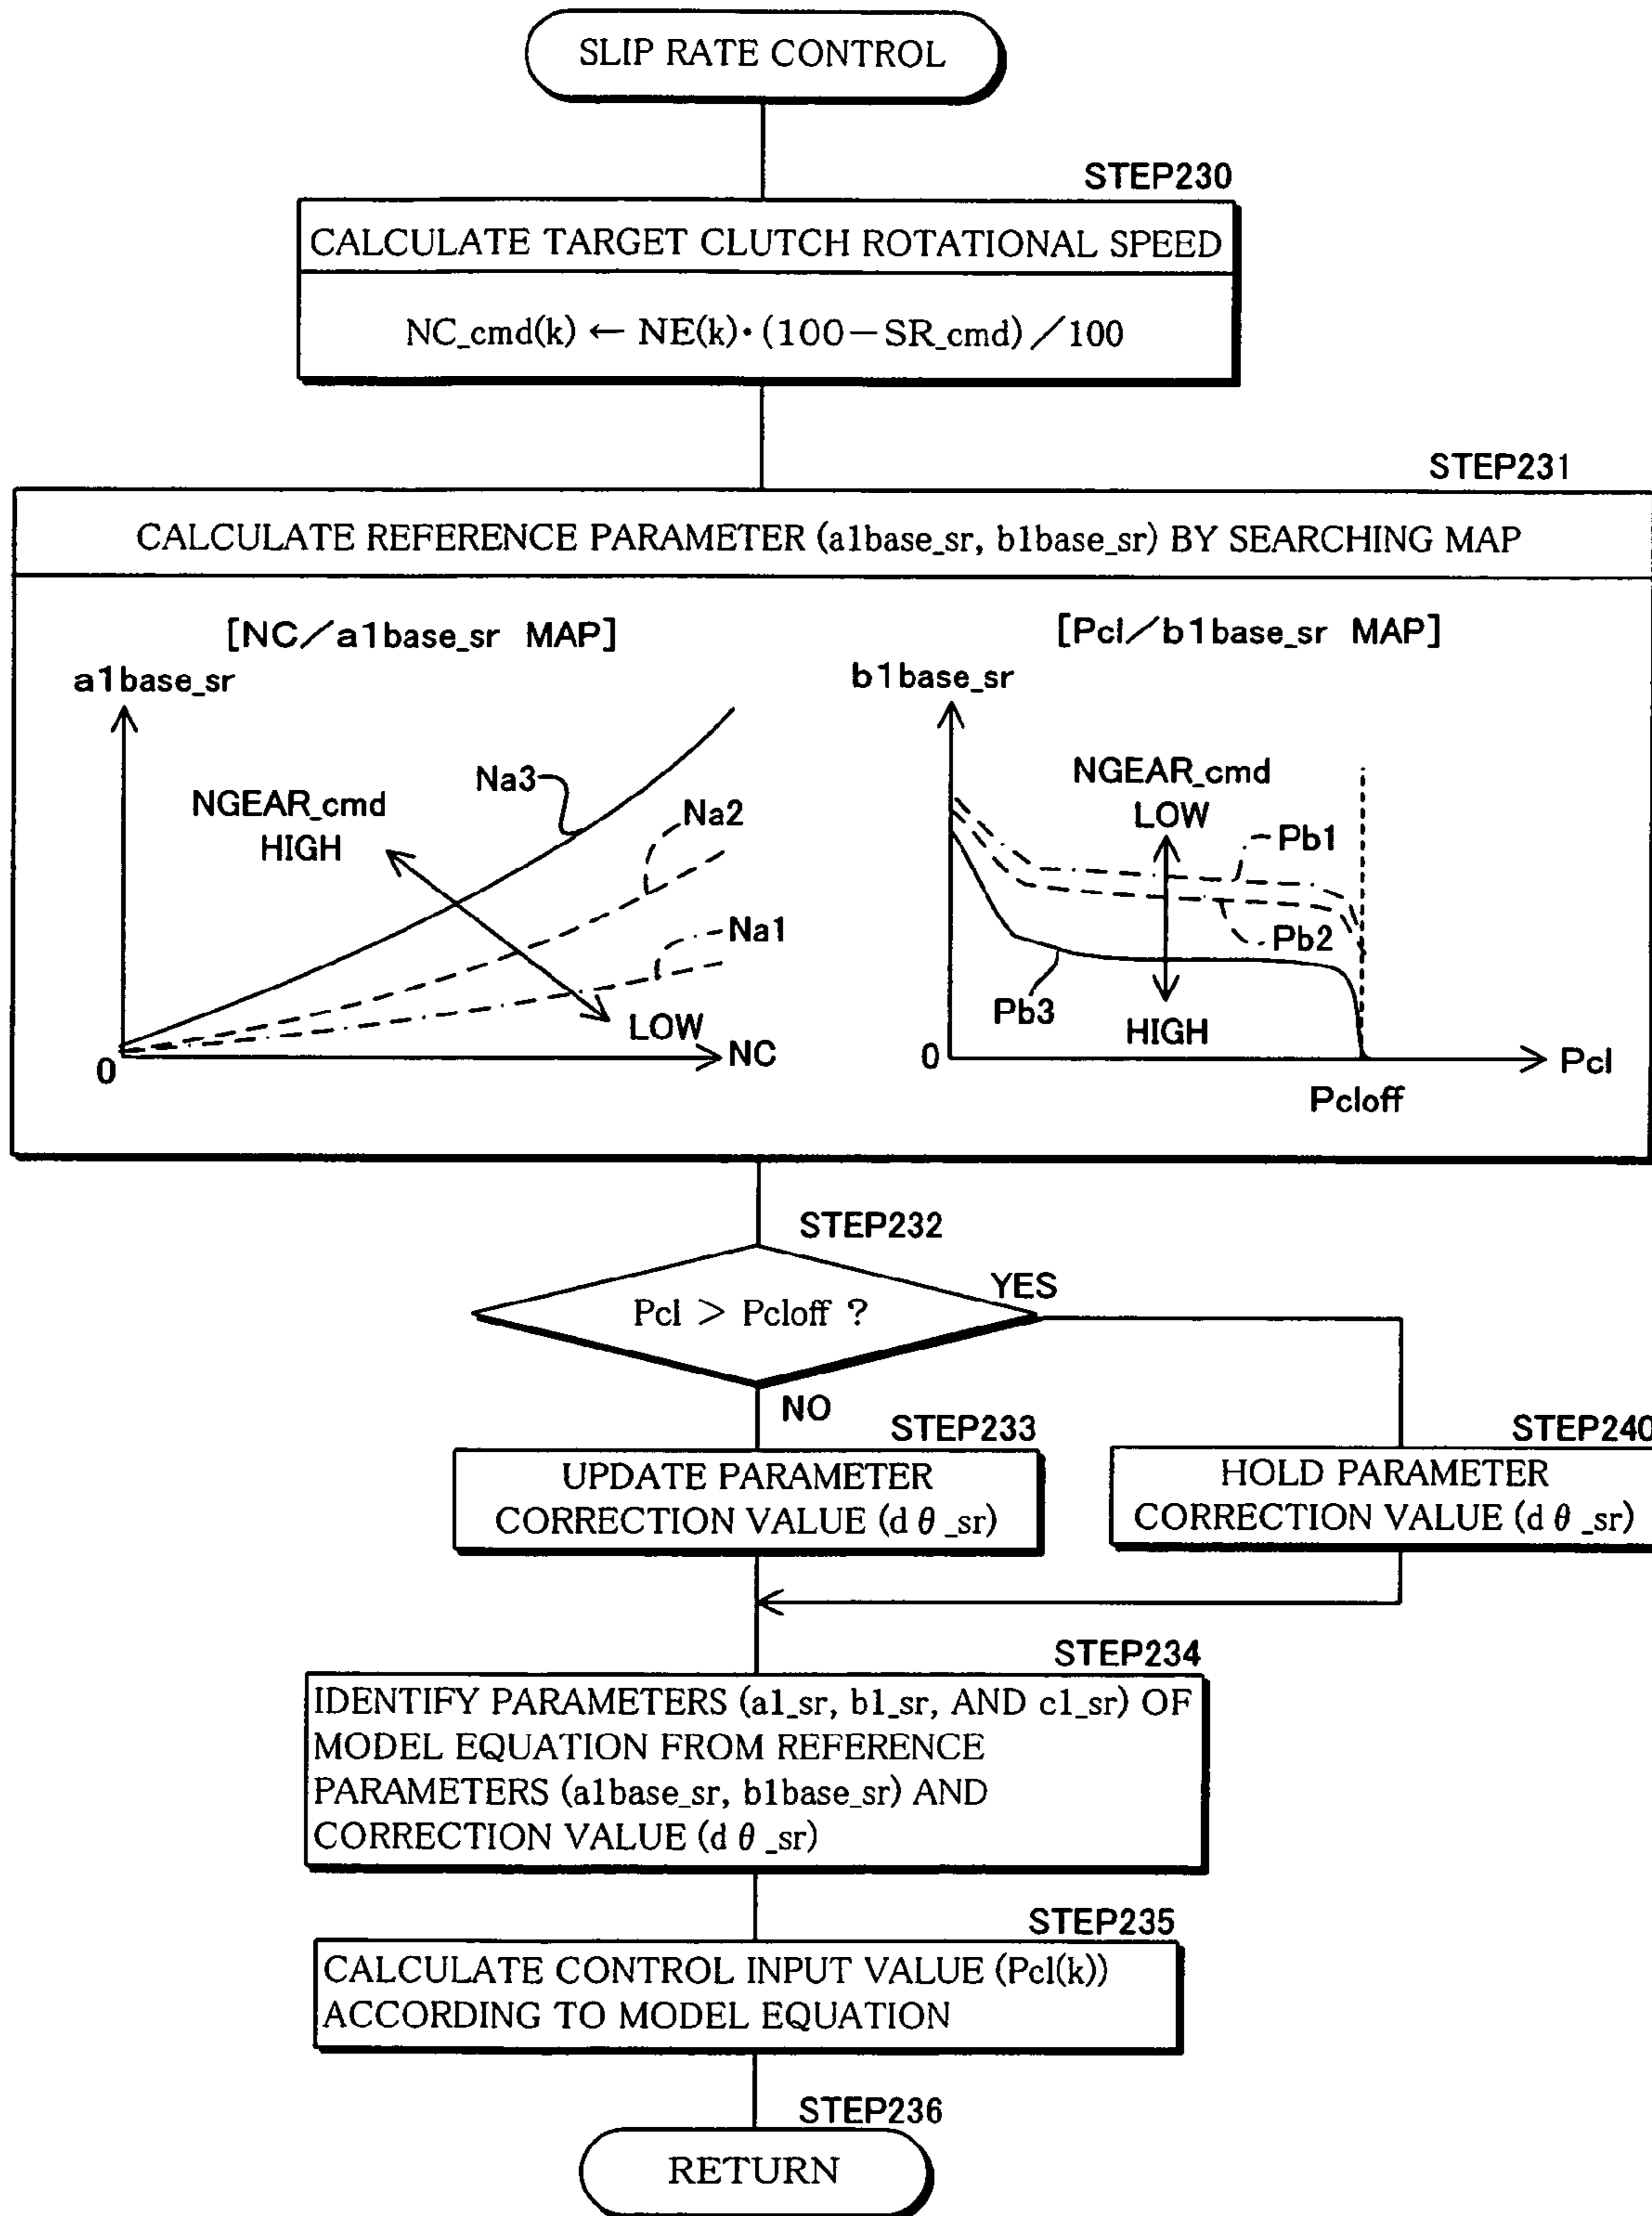 SLIP RATE CONTROL
STEP230
CALCULATE TARGET CLUTCH ROTATIONAL SPEED
NC_cmd(k) ← NE(k)・(100－SR_cmd)／100
STEP231
CALCULATE REFERENCE PARAMETER (a1base_sr, b1base_sr) BY SEARCHING MAP
[NC／a1base_sr MAP]
a1base_sr
NGEAR_cmd
HIGH
Na3
Na2
Na1
LOW
NC
0
[Pcl／b1base_sr MAP]
b1base_sr
NGEAR_cmd
LOW
Pb1
Pb2
Pb3
HIGH
0
Pcl
Pcloff
STEP232
Pcl > Pcloff ?
YES
NO
STEP233
UPDATE PARAMETER
CORRECTION VALUE (d θ _sr)
STEP240
HOLD PARAMETER
CORRECTION VALUE (d θ _sr)
STEP234
IDENTIFY PARAMETERS (a1_sr, b1_sr, AND c1_sr) OF
MODEL EQUATION FROM REFERENCE
PARAMETERS (a1base_sr, b1base_sr) AND
CORRECTION VALUE (d θ _sr)
STEP235
CALCULATE CONTROL INPUT VALUE (Pcl(k))
ACCORDING TO MODEL EQUATION
STEP236
RETURN